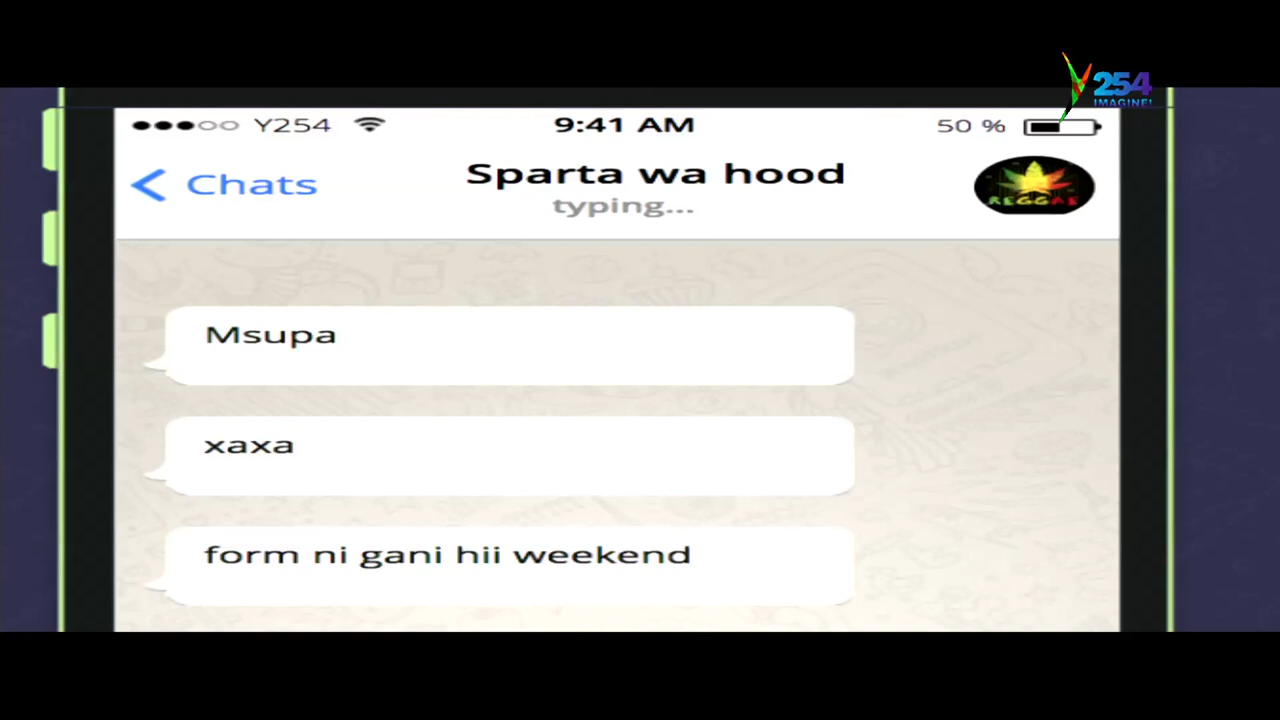 254
IMAGINE!
Y254 9:41 AM 50 %
Chats
Sparta wa hood
typing...
REGGAE
Msupa
xaxa
form ni gani hii weekend